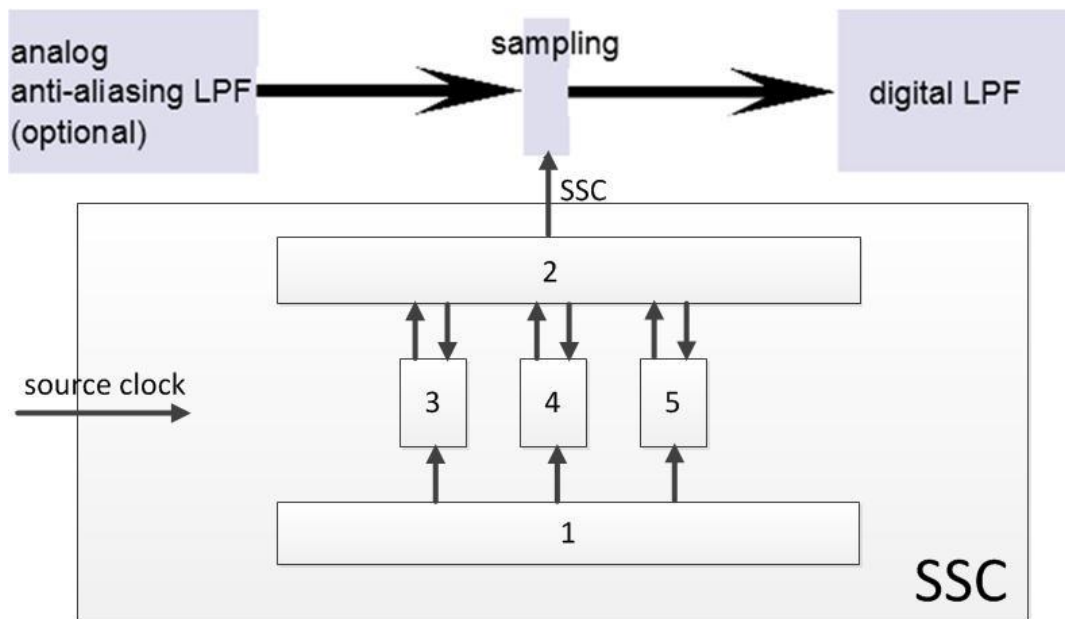 analog
anti-aliasing LPF
(optional)
sampling
digital LPF
SSC
2
source clock
3
4
5
1
SSC